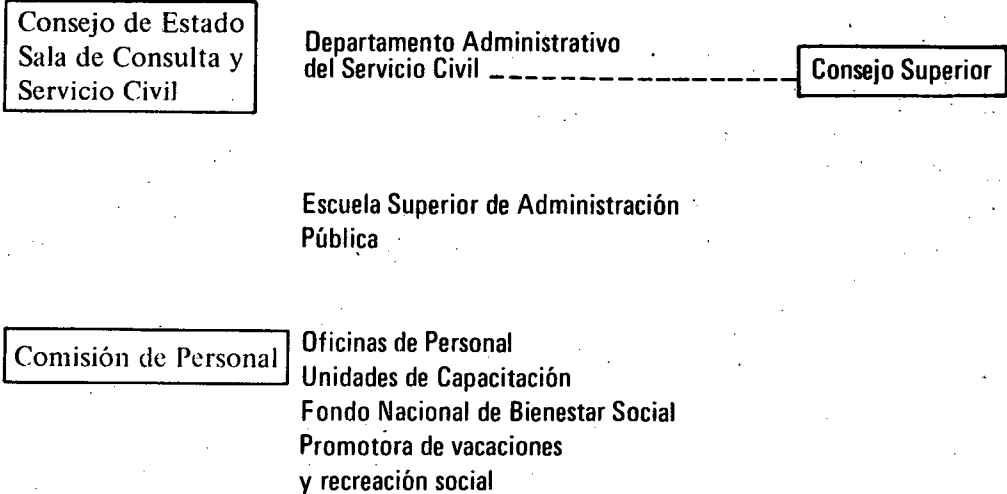 Consejo de Estado
Sala de Consulta y
Servicio Civil
Departamento Administrativo
del Servicio Civil
Consejo Superior
Escuela Superior de Administración
Pública
Comisión de Personal
Oficinas de Personal
Unidades de Capacitación
Fondo Nacional de Bienestar Social
Promotora de vacaciones
y recreación social